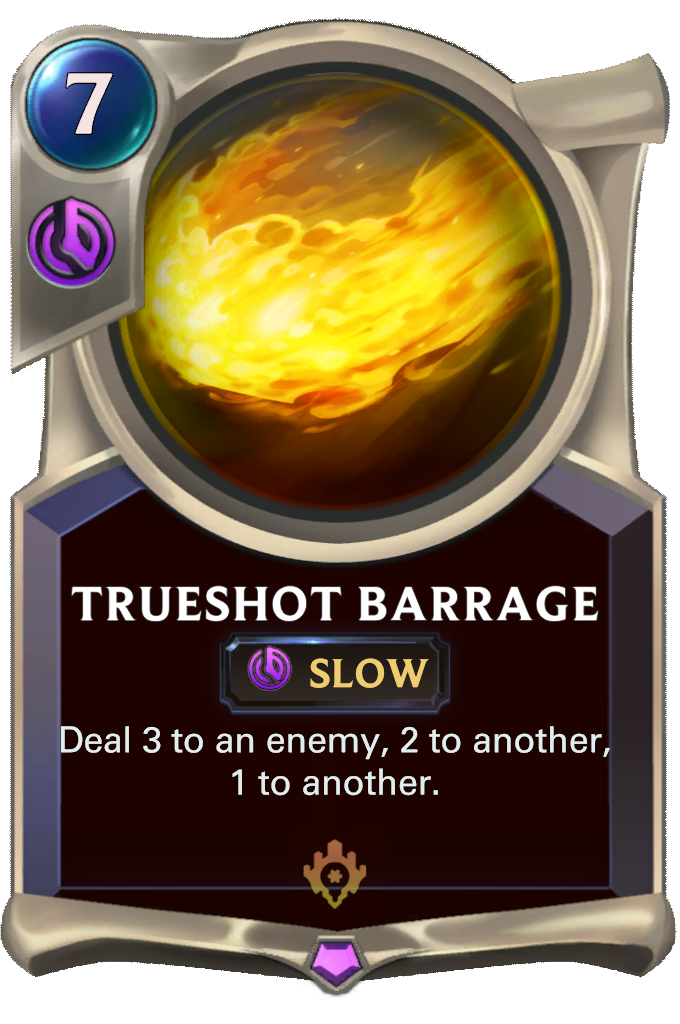 7
TRUESHOT BARRAGE
SLOW
Deal 3 to an enemy, 2 to another,
1 to another.